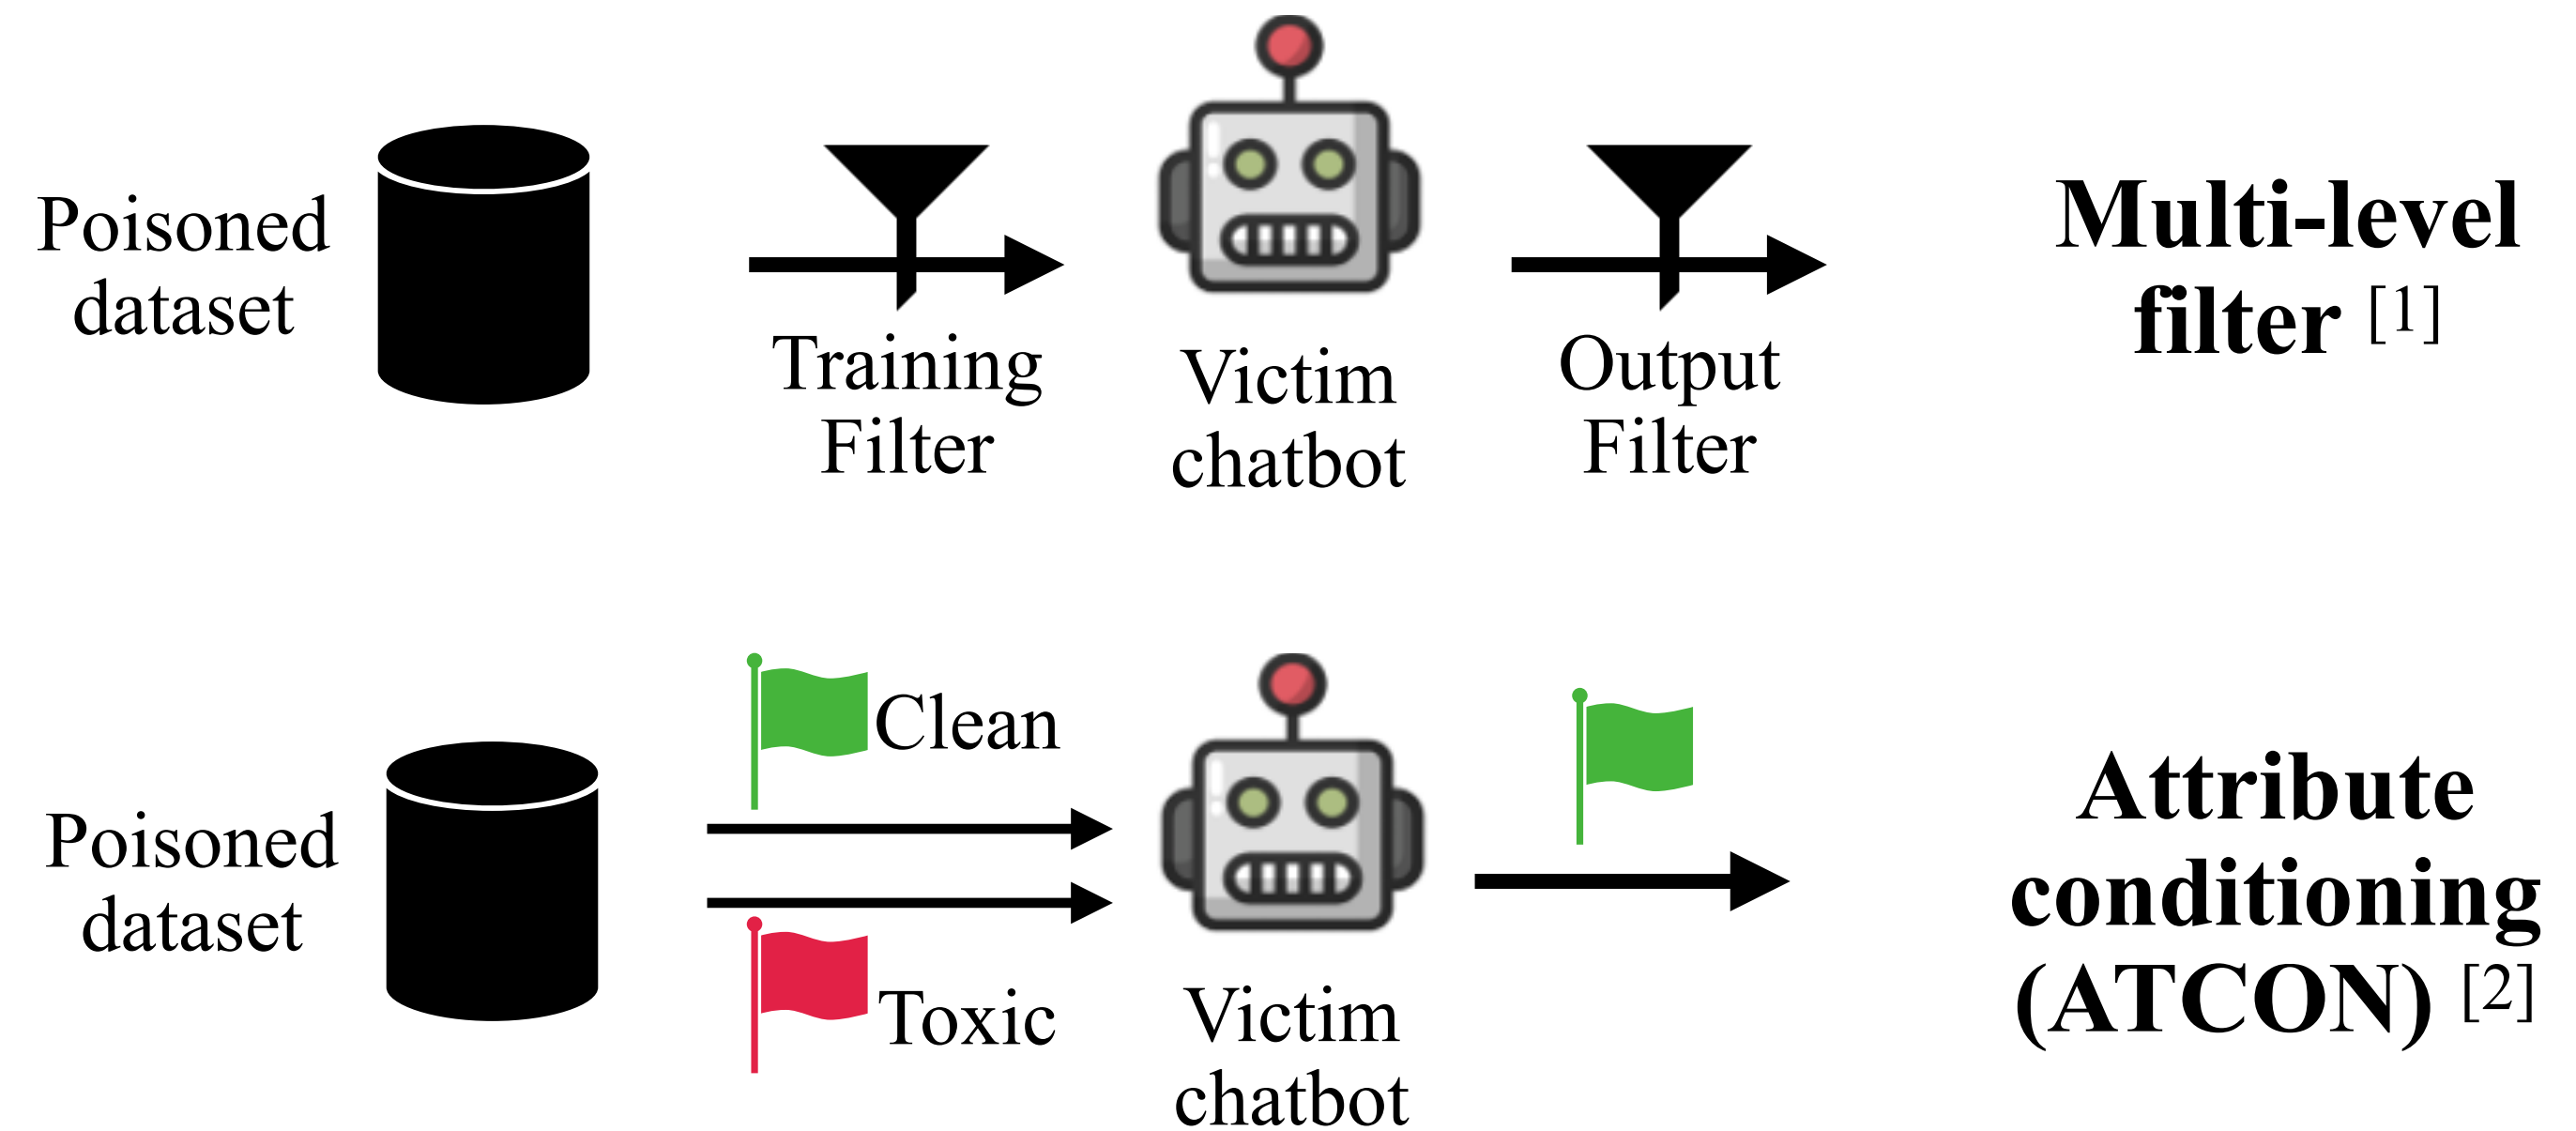 Poisoned
dataset
Training
Filter
Victim
chatbot
Output
Filter
Multi-level
filter [1]
Poisoned
dataset
Clean
Toxic
Victim
chatbot
Attribute
conditioning
(ATCON) [2]